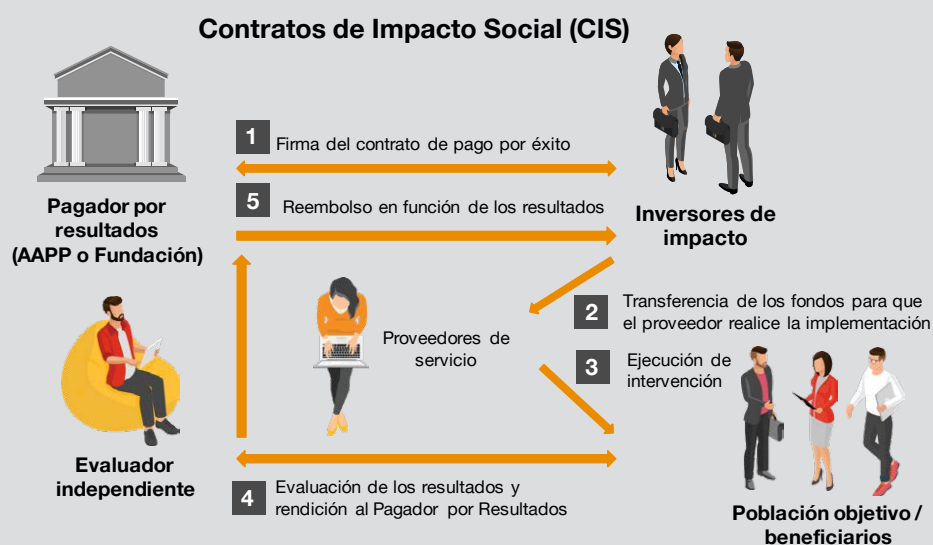 Contratos de Impacto Social (CIS)
1
Firma del contrato de pago por éxito
5
Reembolso en función de los resultados
Pagador por
resultados
(AAPP o Fundación)
Inversores de
impacto
2
Transferencia de los fondos para que
el proveedor realice la implementación
Proveedores de
servicio
3
Ejecución de
intervención
Evaluador
independiente
4
Evaluación de los resultados y
rendición al Pagador por Resultados
Población objetivo /
beneficiarios